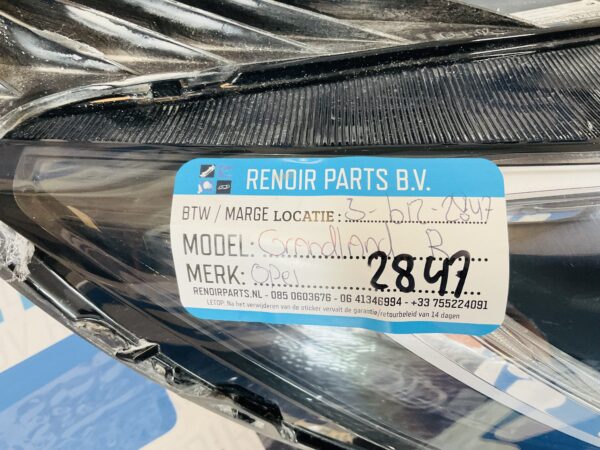 RENOIR PARTS B.V.
BTW / MARGE LOCATIE: 3-bn-2847
MODEL: Grandland R
MERK: Opel 2847
RENOIRPARTS.NL - 085 0603676 - 06 41346994 - +33 755224091
LETOP: Na het verwijderen van de sticker vervalt de garantie/retourbeleid van 14 dagen